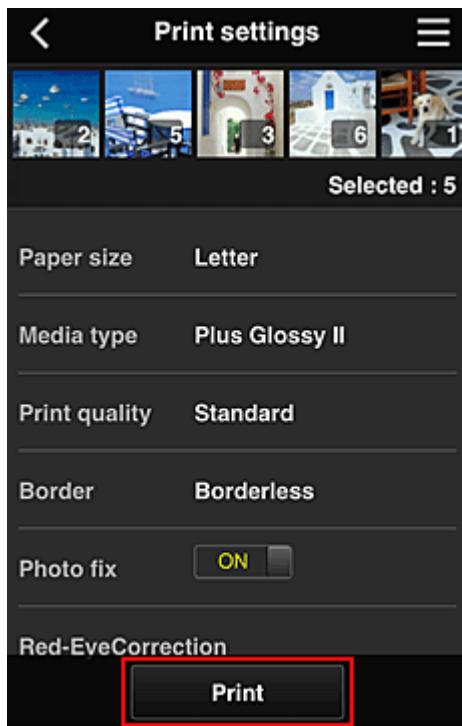 Print settings
2 5 3 6 1
Selected : 5
Paper size Letter
Media type Plus Glossy II
Print quality Standard
Border Borderless
Photo fix ON
Red-EyeCorrection
Print